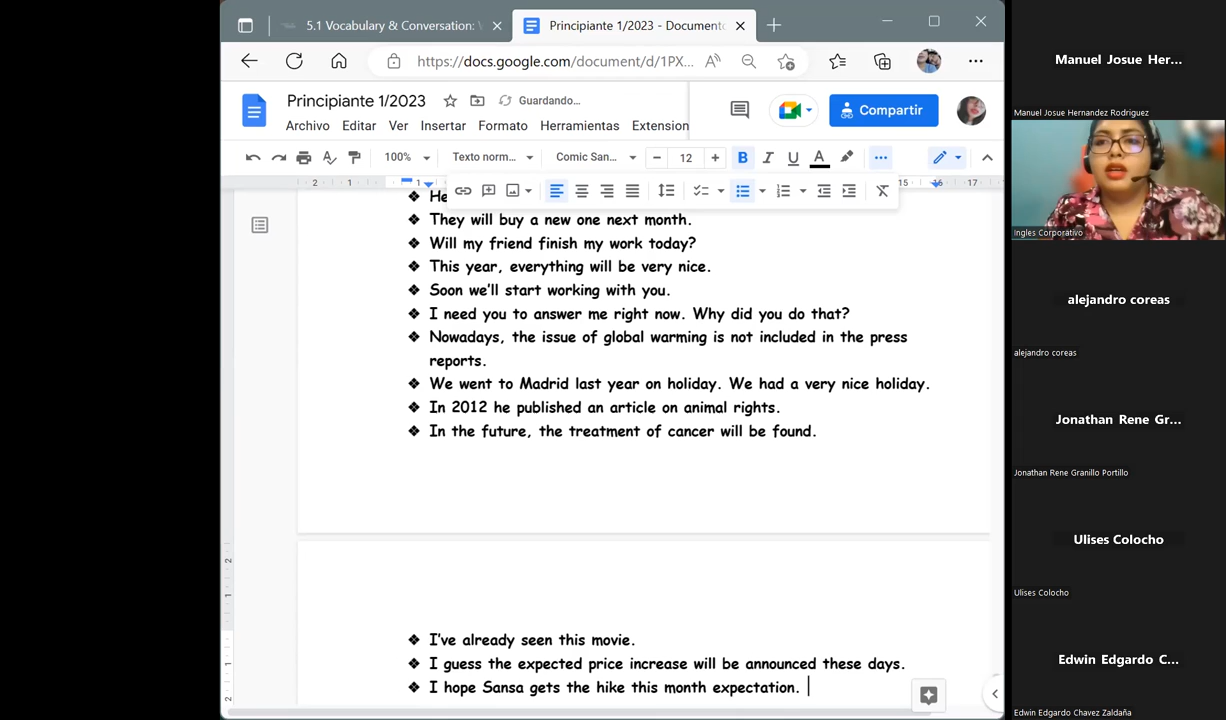 5.1 Vocabulary & Conversation:
Principiante 1/2023 - Documento
https://docs.google.com/document/d/1PX...
Principiante 1/2023
Guardando...
Compartir
Archivo Editar Ver Insertar Formato Herramientas Extension
100% Texto norm... Comic San... 12
2 1 1 15 16 17
They will buy a new one next month.
Will my friend finish my work today?
This year, everything will be very nice.
Soon we'll start working with you.
I need you to answer me right now. Why did you do that?
Nowadays, the issue of global warming is not included in the press
reports.
We went to Madrid last year on holiday. We had a very nice holiday.
In 2012 he published an article on animal rights.
In the future, the treatment of cancer will be found.
I've already seen this movie.
I guess the expected price increase will be announced these days.
I hope Sansa gets the hike this month expectation.
Manuel Josue Her...
Manuel Josue Hernandez Rodriguez
Ingles Corporativo
alejandro coreas
alejandro coreas
Jonathan Rene Gr...
Jonathan Rene Granillo Portillo
Ulises Colocho
Ulises Colocho
Edwin Edgardo C...
Edwin Edgardo Chavez Zaldaña